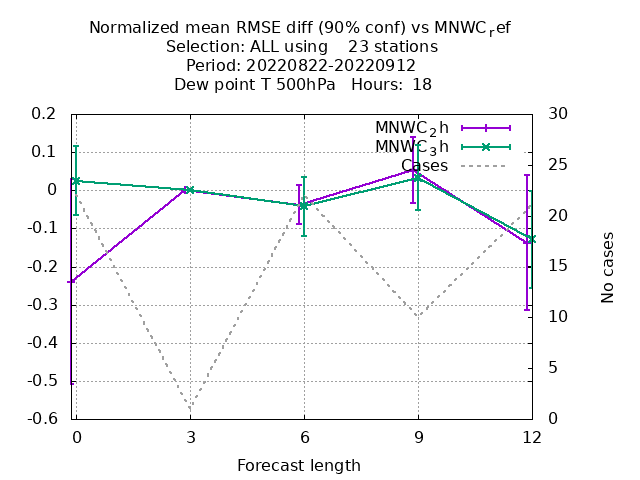 Normalized mean RMSE diff (90% conf) vs MNWC_ref
Selection: ALL using    23 stations
Period: 20220822-20220912
Dew point T 500hPa   Hours: 18
MNWC_2h
MNWC_3h
Cases
0.2
0.1
0
-0.1
-0.2
-0.3
-0.4
-0.5
-0.6
30
25
20
15
10
5
0
No cases
0 3 6 9 12
Forecast length